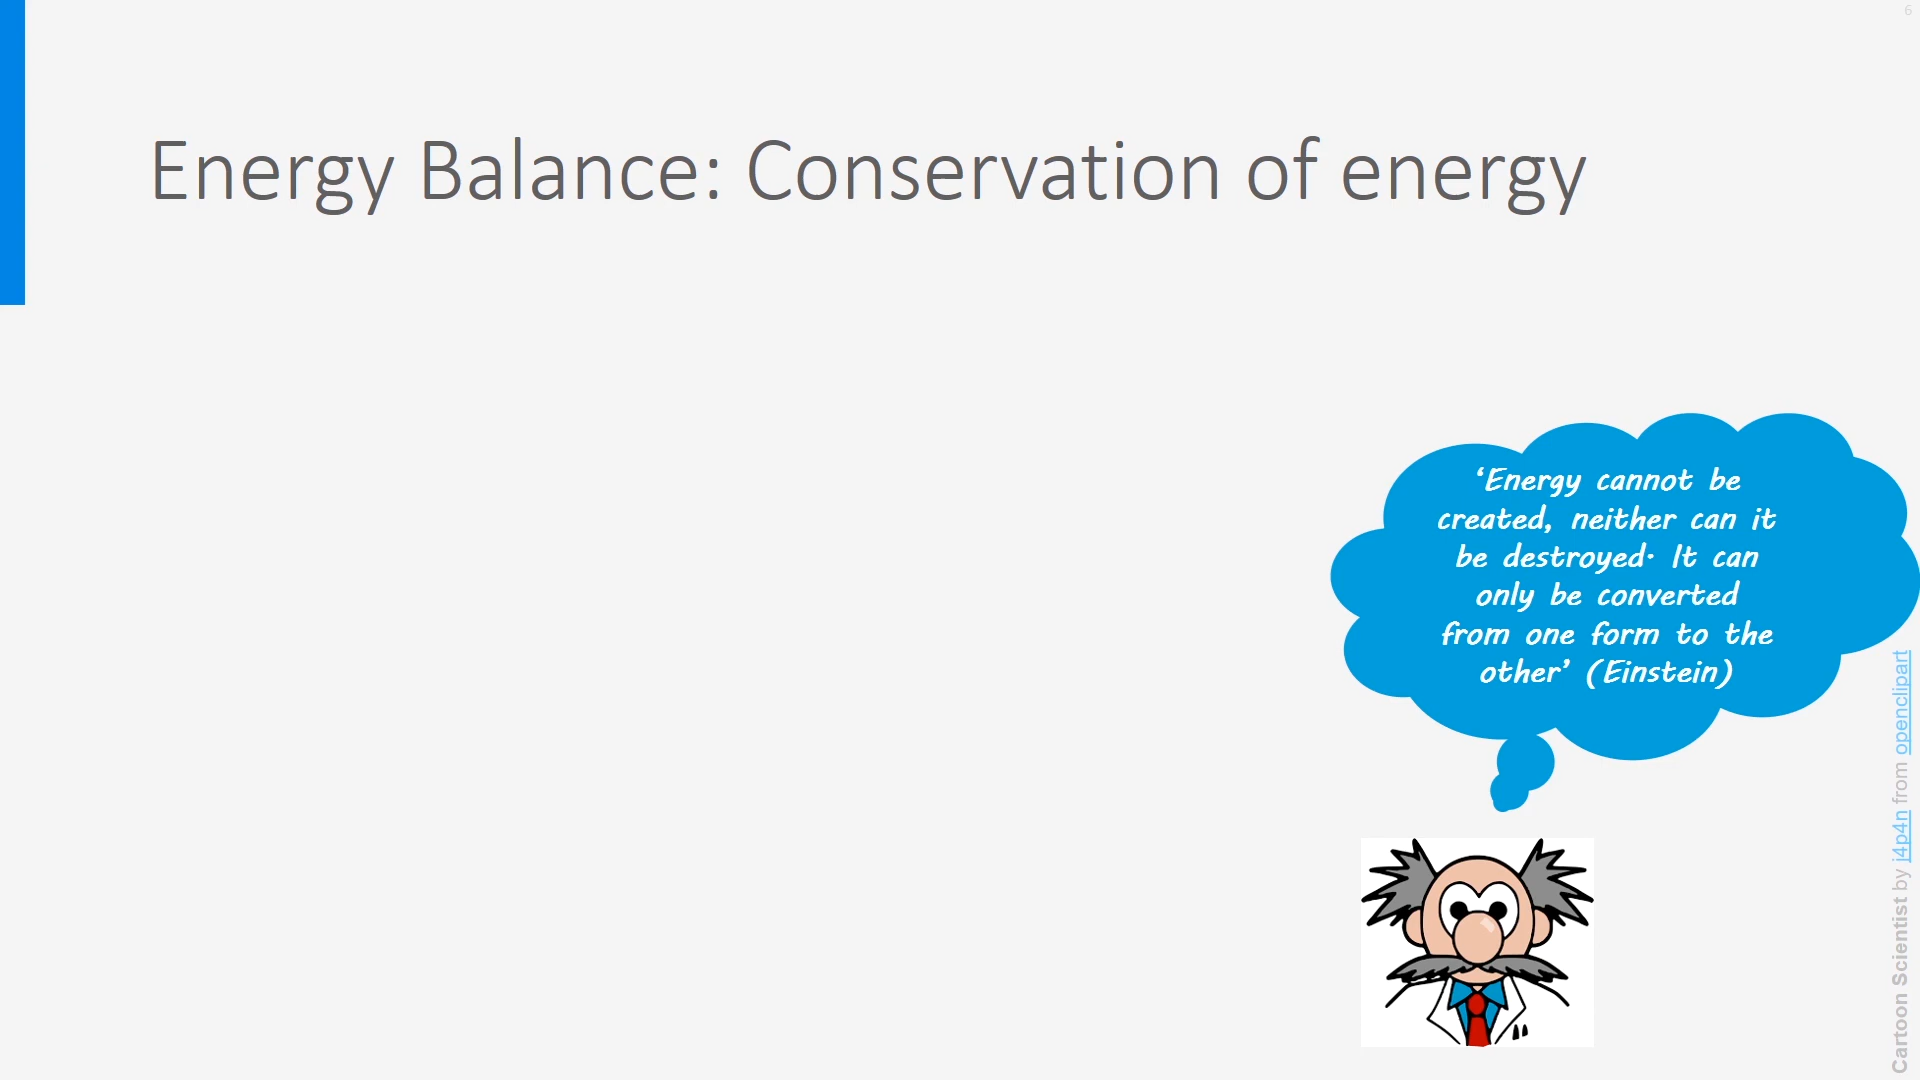 6
Energy Balance: Conservation of energy
‘Energy cannot be
created, neither can it
be destroyed. It can
only be converted
from one form to the
other’ (Einstein)
Cartoon Scientist by j4p4n from openclipart